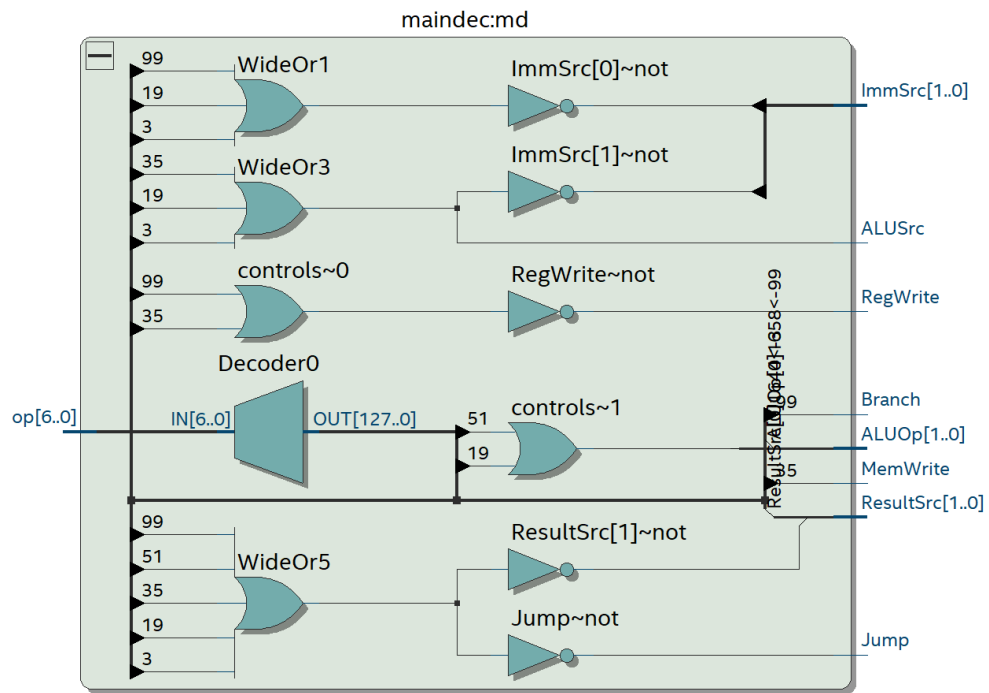 maindec:md
99
WideOr1
ImmSrc[0]~not
19
ImmSrc[1..0]
3
35
WideOr3
ImmSrc[1]~not
19
3
ALUSrc
99
controls~0
RegWrite~not
35
RegWrite
Decoder0
99
Branch
op[6..0]
IN[6..0]
OUT[127..0]
51
controls~1
ALUOp[1..0]
19
35
MemWrite
ResultSrc[1..0]
99
51
WideOr5
ResultSrc[1]~not
35
19
Jump~not
3
Jump